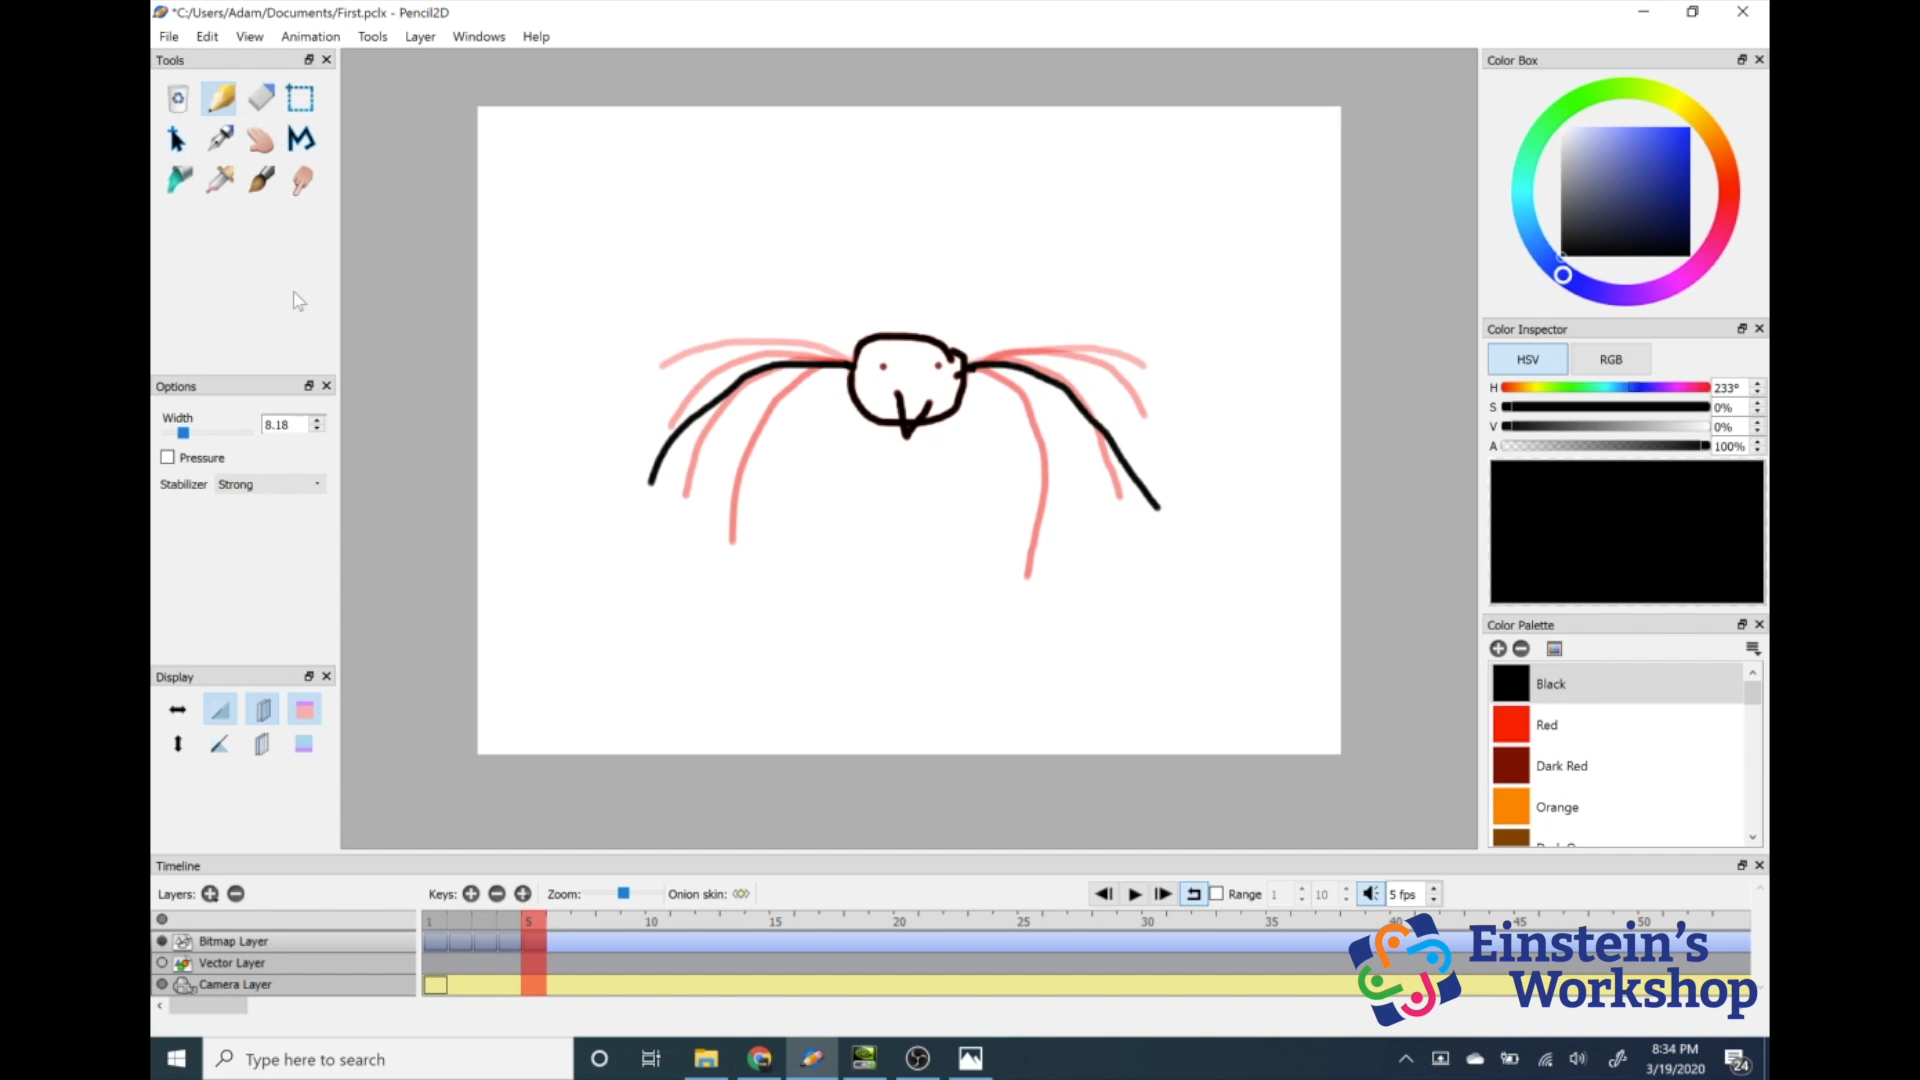 *C:/Users/Adam/Documents/First.pclx - Pencil2D
File Edit View Animation Tools Layer Windows Help
Tools
Color Box
Color Inspector
HSV RGB
H 233°
S 0%
V 0%
A 100%
Options
Width
8.18
Pressure
Stabilizer Strong
Color Palette
Black
Red
Dark Red
Orange
Display
Timeline
Layers: Keys: Zoom: Onion skin: Range 1 10 5 fps
1 5 10 15 20 25 30 35 40 45 50
Bitmap Layer
Vector Layer
Camera Layer
Einstein's
Workshop
Type here to search
8:34 PM
3/19/2020
24